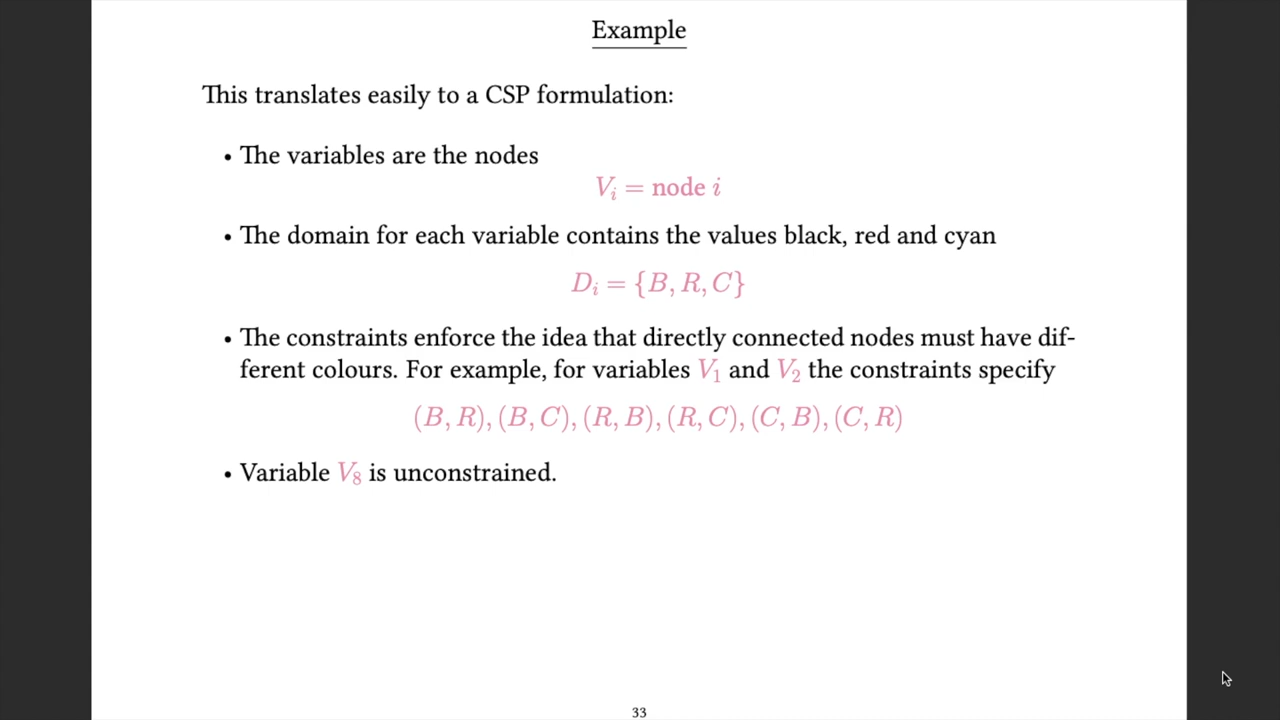 Example
This translates easily to a CSP formulation:
• The variables are the nodes
Vᵢ = node i
• The domain for each variable contains the values black, red and cyan
Dᵢ = {B, R, C}
• The constraints enforce the idea that directly connected nodes must have dif-
ferent colours. For example, for variables V₁ and V₂ the constraints specify
(B, R), (B, C), (R, B), (R, C), (C, B), (C, R)
• Variable V₈ is unconstrained.
33